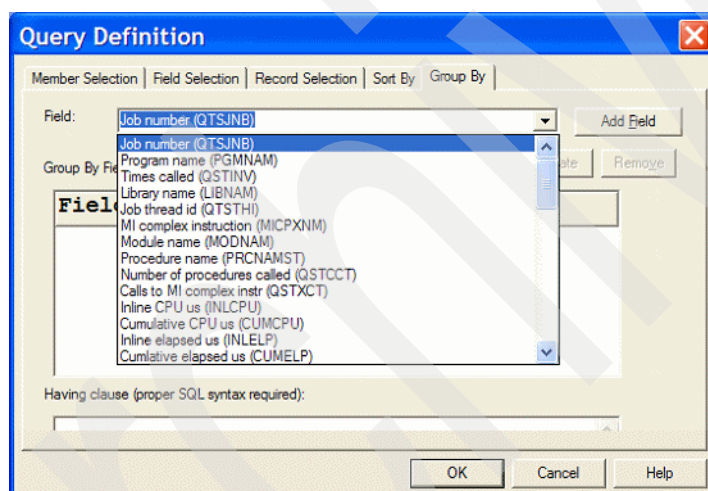 Query Definition
Member Selection Field Selection Record Selection Sort By Group By
Field: Job number (QTSJNB) Add Field
Job number (QTSJNB)
Program name (PGMNAM)
Group By Remove
Times called (QSTINV)
Library name (LIBNAM)
Job thread id (QTSTHI)
MI complex instruction (MICPXNM)
Module name (MODNAM)
Procedure name (PRCNAMST)
Number of procedures called (QSTCCT)
Calls to MI complex instr (QSTXCT)
Inline CPU us (INLCPU)
Cumulative CPU us (CUMCPU)
Inline elapsed us (INLELP)
Cumlative elapsed us (CUMELP)
Having clause (proper SQL syntax required):
OK Cancel Help